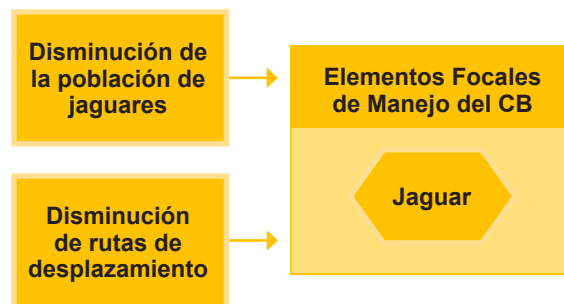 Disminución de
la población de
jaguares
Elementos Focales
de Manejo del CB
Jaguar
Disminución
de rutas de
desplazamiento